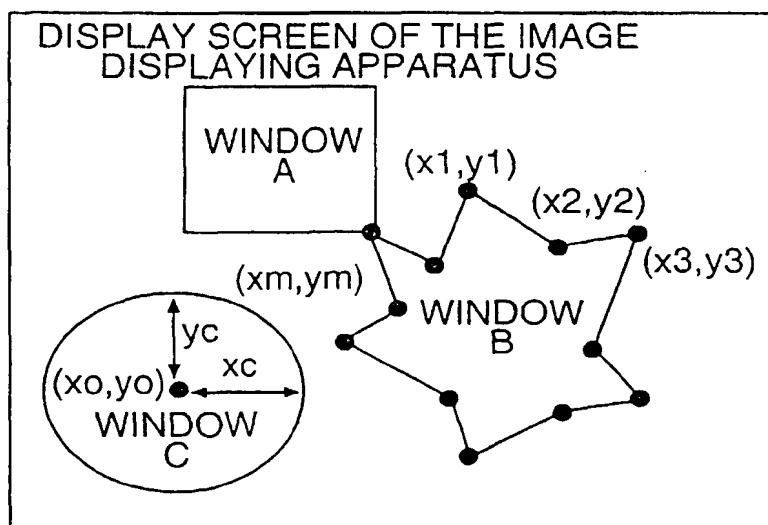 DISPLAY SCREEN OF THE IMAGE
DISPLAYING APPARATUS
WINDOW
A
(x1,y1)
(x2,y2)
(x3,y3)
(xm,ym)
WINDOW
B
yc
xc
(xo,yo)
WINDOW
C